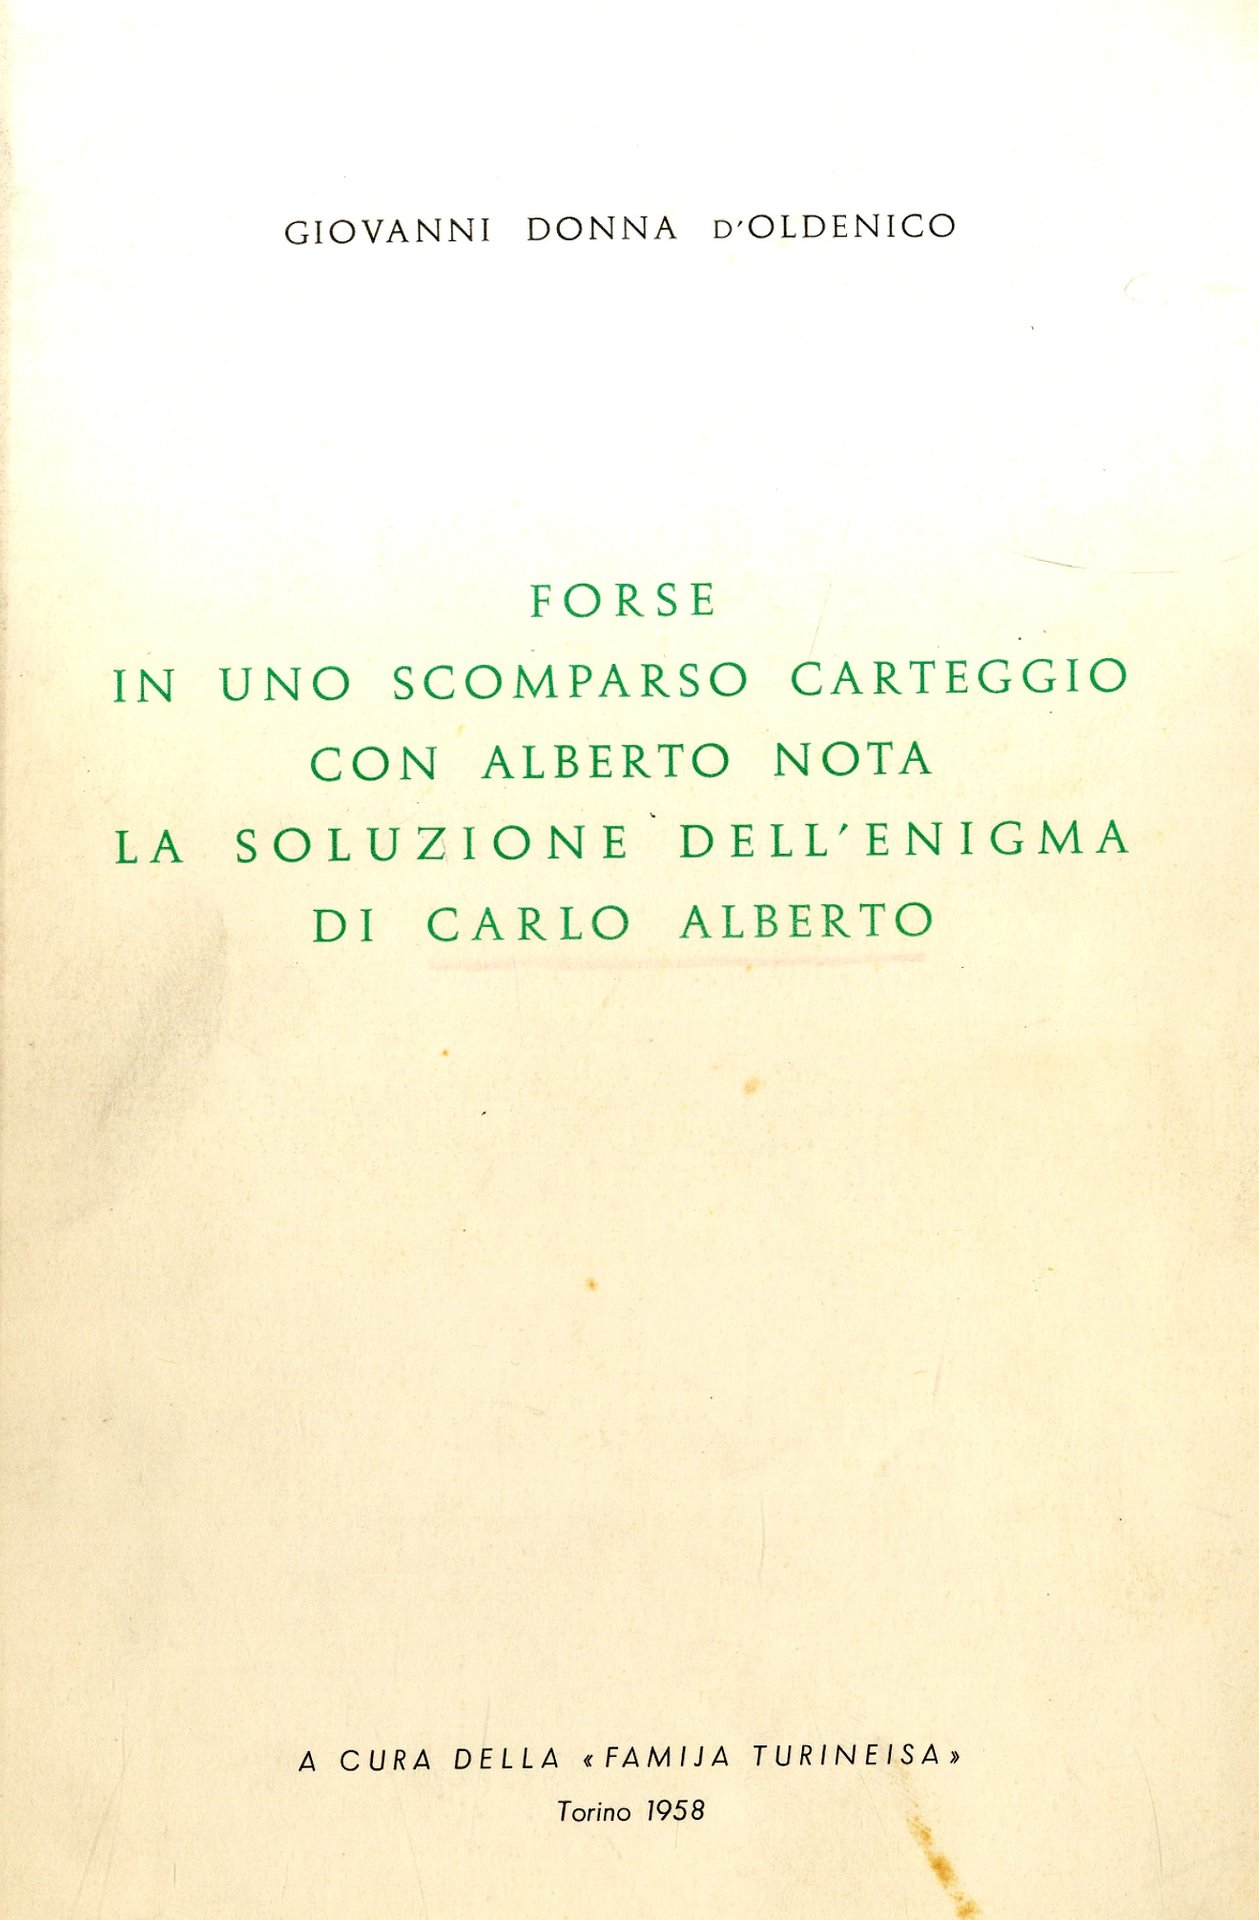 GIOVANNI DONNA D'OLDENICO
FORSE
IN UNO SCOMPARSO CARTEGGIO
CON ALBERTO NOTA
LA SOLUZIONE DELL'ENIGMA
DI CARLO ALBERTO
A CURA DELLA «FAMIJA TURINEISA»
Torino 1958